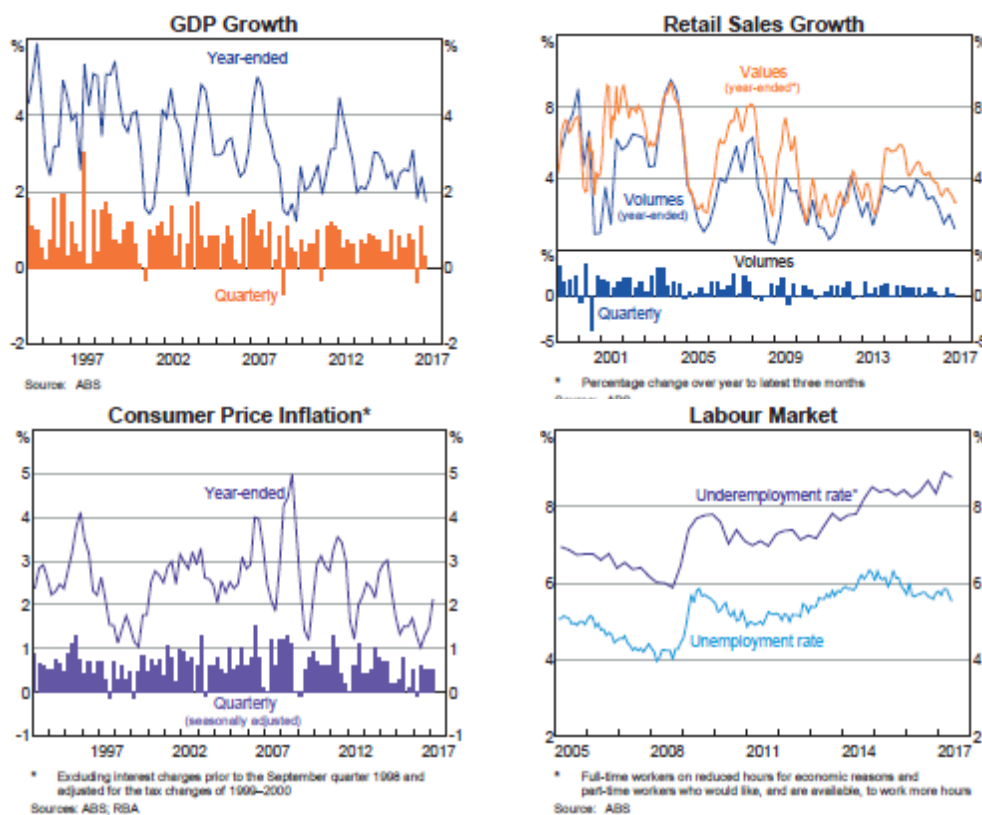 GDP Growth
%
%
Year-ended
4
4
2
2
0
0
Quarterly
-2
-2
1997
2002
2007
2012
2017
Source: ABS
Retail Sales Growth
%
%
Values
(year-ended*)
8
8
4
4
Volumes
(year-ended)
%
Volumes
%
0
0
Quarterly
-5
-5
2001
2005
2009
2013
2017
* Percentage change over year to latest three months
Source: ABS
Consumer Price Inflation*
%
%
5
5
Year-ended
4
4
3
3
2
2
1
1
0
0
Quarterly
(seasonally adjusted)
-1
-1
1997
2002
2007
2012
2017
* Excluding interest charges prior to the September quarter 1998 and
adjusted for the tax changes of 1999–2000
Sources: ABS; RBA
Labour Market
%
%
Underemployment rate*
8
8
6
6
Unemployment rate
4
4
2
2
2005
2008
2011
2014
2017
* Full-time workers on reduced hours for economic reasons and
part-time workers who would like, and are available, to work more hours
Source: ABS